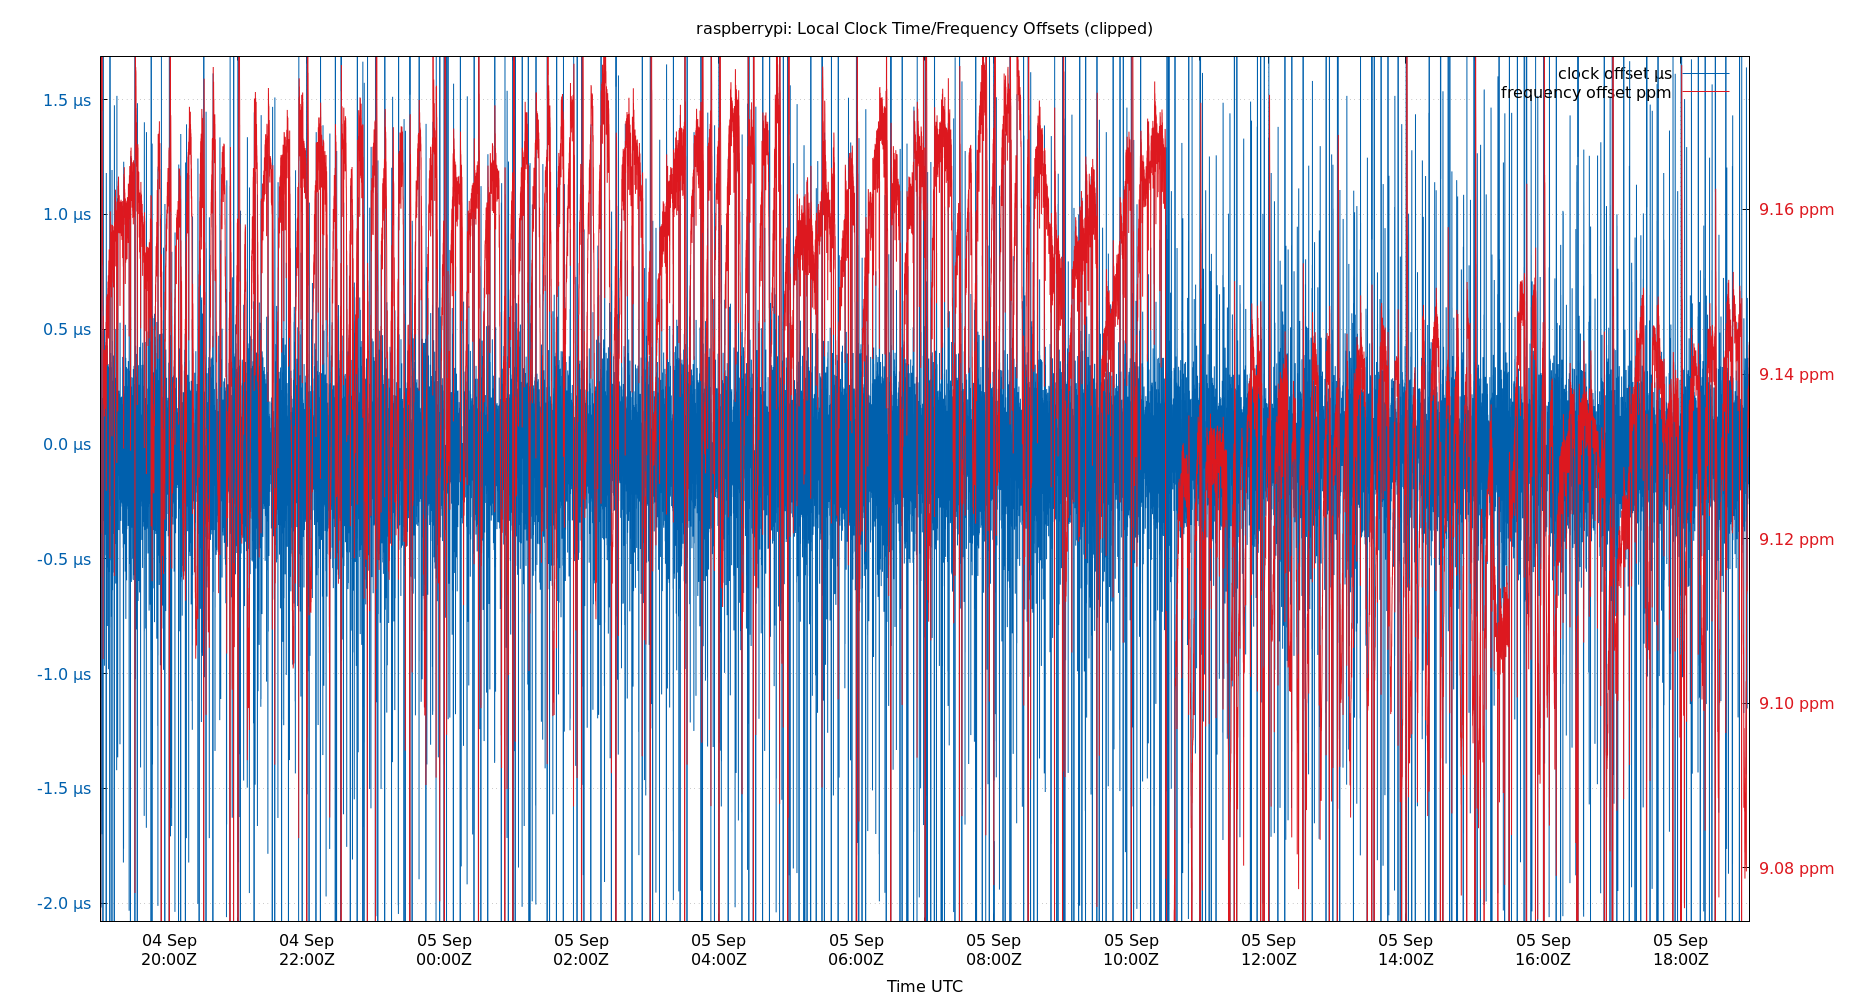 raspberrypi: Local Clock Time/Frequency Offsets (clipped)
clock offset µs
frequency offset ppm
1.5 µs
1.0 µs
0.5 µs
0.0 µs
-0.5 µs
-1.0 µs
-1.5 µs
-2.0 µs
9.16 ppm
9.14 ppm
9.12 ppm
9.10 ppm
9.08 ppm
04 Sep 04 Sep 05 Sep 05 Sep 05 Sep 05 Sep 05 Sep 05 Sep 05 Sep 05 Sep 05 Sep 05 Sep
20:00Z 22:00Z 00:00Z 02:00Z 04:00Z 06:00Z 08:00Z 10:00Z 12:00Z 14:00Z 16:00Z 18:00Z
Time UTC